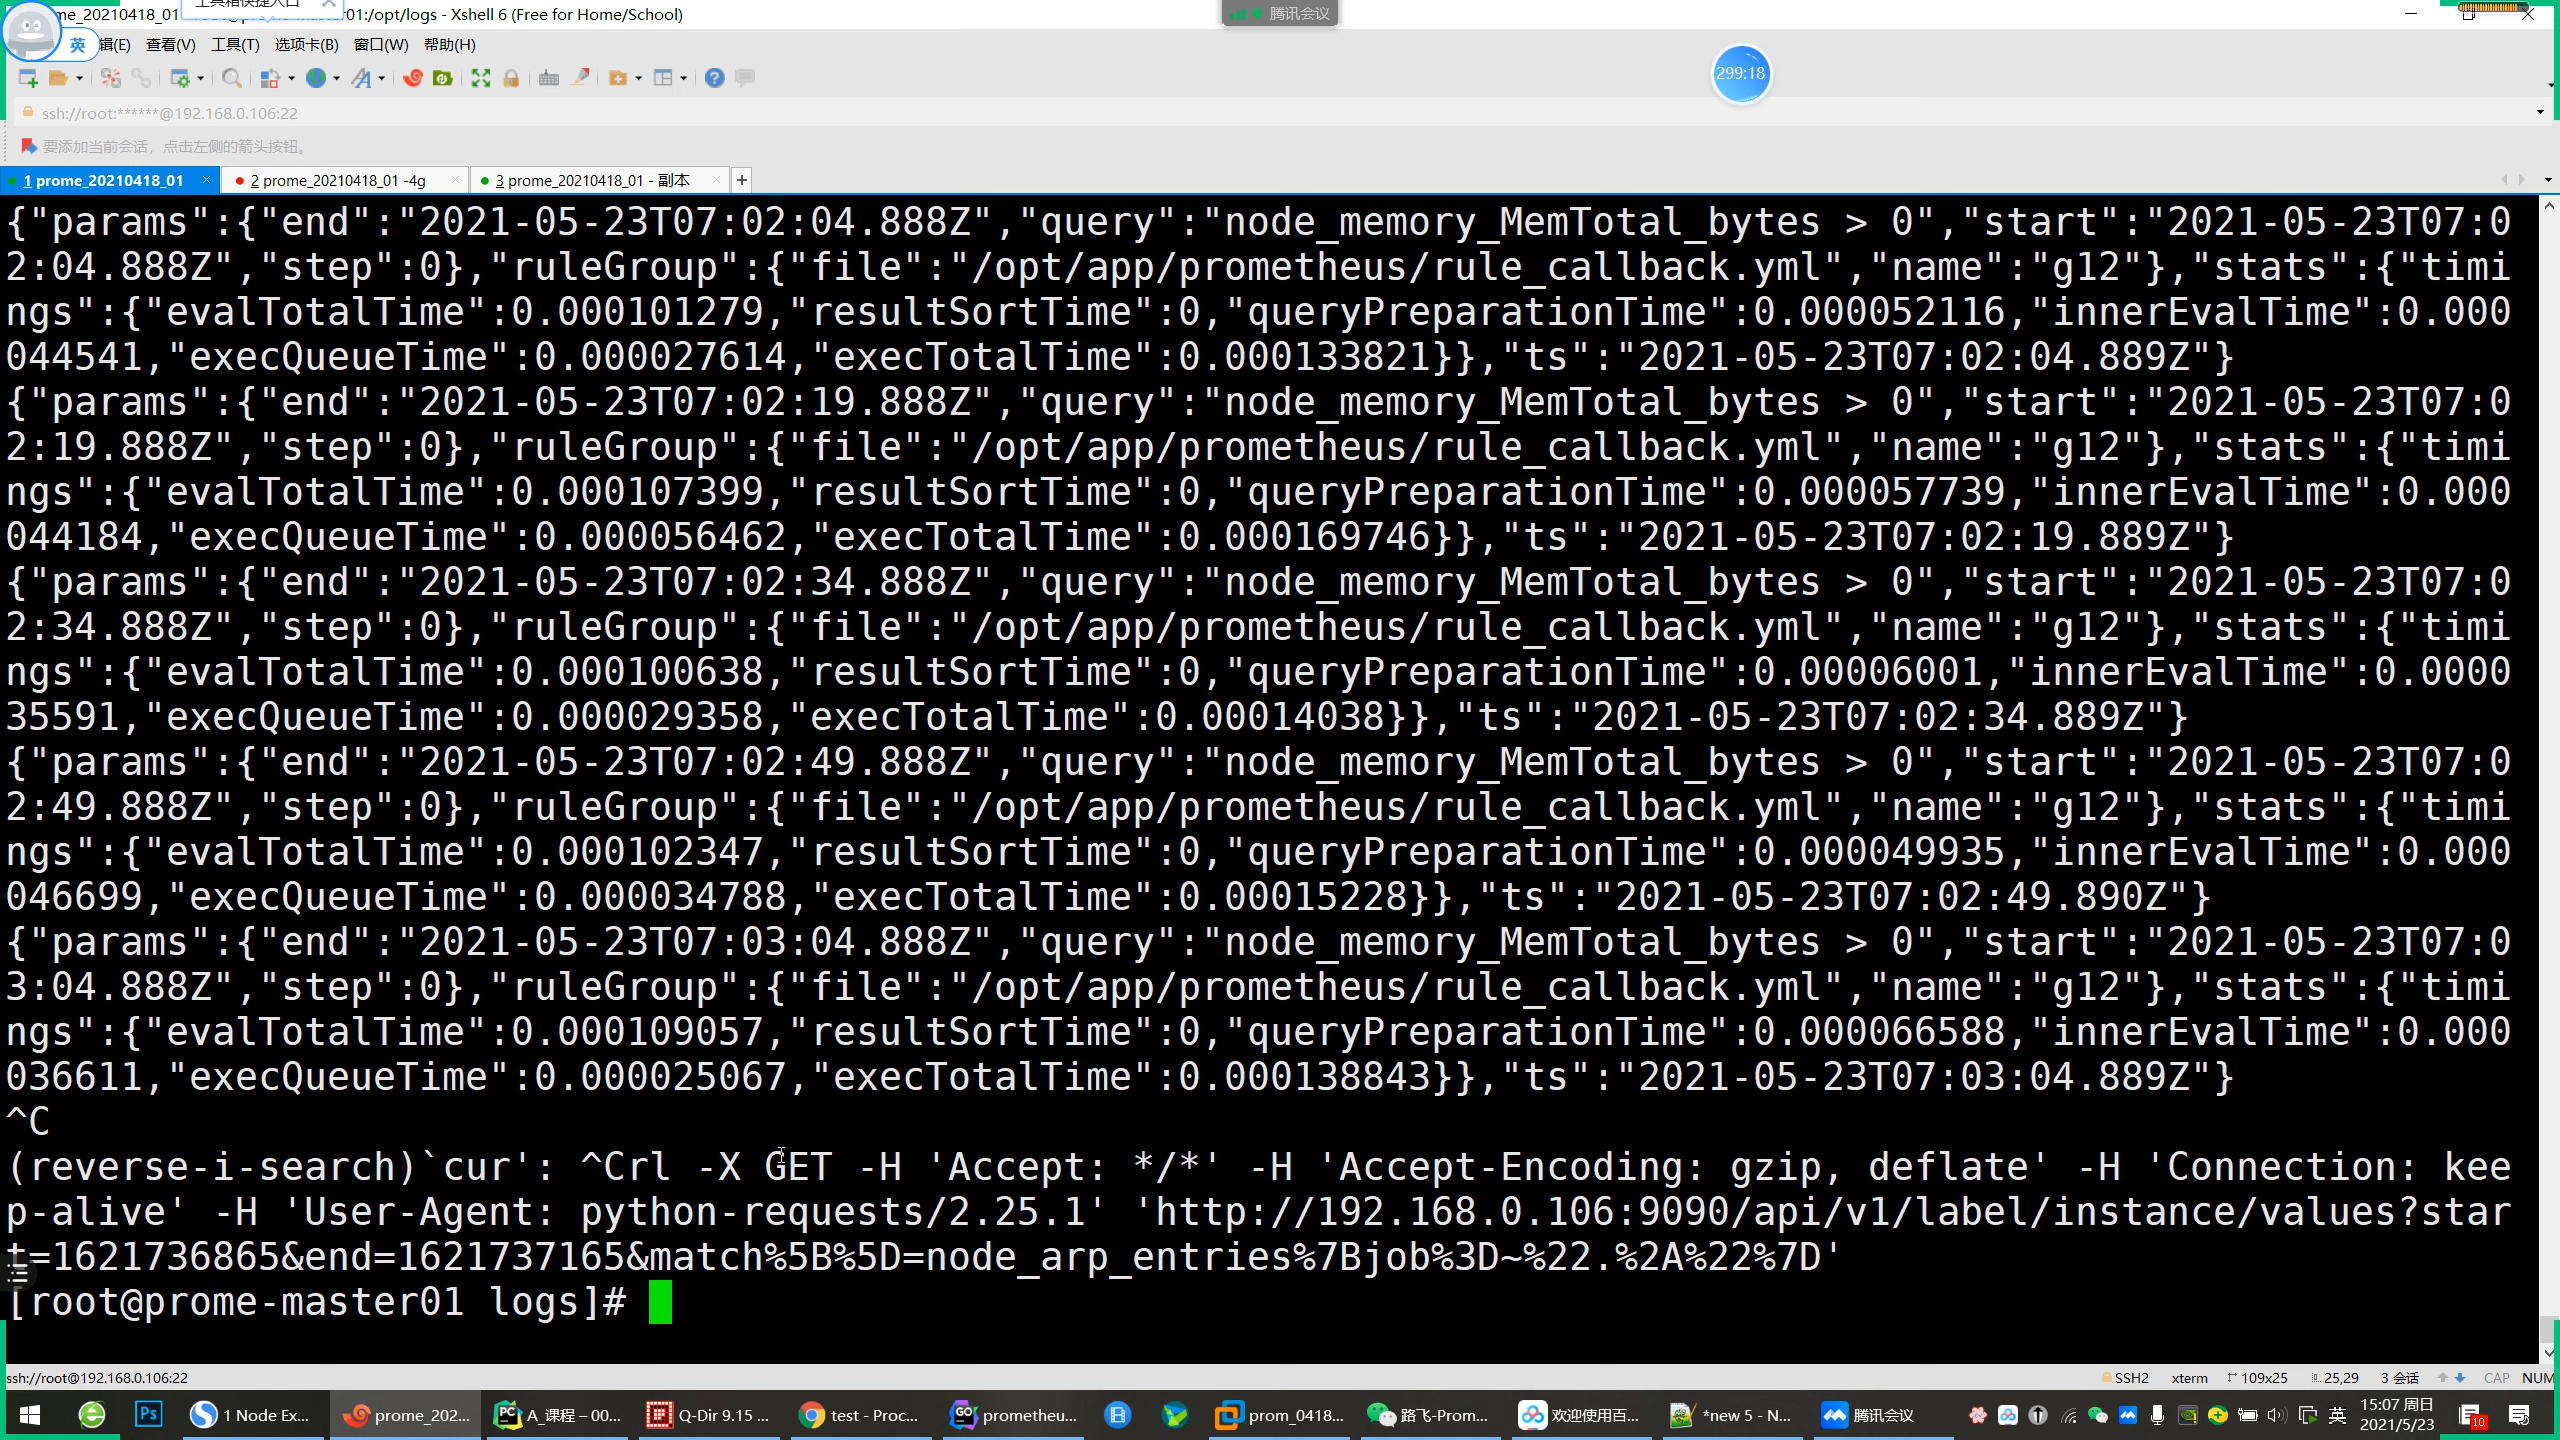 工具箱快捷入口
me_20210418_01
01:/opt/logs - Xshell 6 (Free for Home/School)
腾讯会议
英
辑(E) 查看(V) 工具(T) 选项卡(B) 窗口(W) 帮助(H)
299:18
ssh://root:******@192.168.0.106:22
要添加当前会话，点击左侧的箭头按钮。
1 prome_20210418_01 × 2 prome_20210418_01 -4g × 3 prome_20210418_01 - 副本 × +
{"params":{"end":"2021-05-23T07:02:04.888Z","query":"node_memory_MemTotal_bytes > 0","start":"2021-05-23T07:0
2:04.888Z","step":0},"ruleGroup":{"file":"/opt/app/prometheus/rule_callback.yml","name":"g12"},"stats":{"timi
ngs":{"evalTotalTime":0.000101279,"resultSortTime":0,"queryPreparationTime":0.000052116,"innerEvalTime":0.000
044541,"execQueueTime":0.000027614,"execTotalTime":0.000133821}},"ts":"2021-05-23T07:02:04.889Z"}
{"params":{"end":"2021-05-23T07:02:19.888Z","query":"node_memory_MemTotal_bytes > 0","start":"2021-05-23T07:0
2:19.888Z","step":0},"ruleGroup":{"file":"/opt/app/prometheus/rule_callback.yml","name":"g12"},"stats":{"timi
ngs":{"evalTotalTime":0.000107399,"resultSortTime":0,"queryPreparationTime":0.000057739,"innerEvalTime":0.000
044184,"execQueueTime":0.000056462,"execTotalTime":0.000169746}},"ts":"2021-05-23T07:02:19.889Z"}
{"params":{"end":"2021-05-23T07:02:34.888Z","query":"node_memory_MemTotal_bytes > 0","start":"2021-05-23T07:0
2:34.888Z","step":0},"ruleGroup":{"file":"/opt/app/prometheus/rule_callback.yml","name":"g12"},"stats":{"timi
ngs":{"evalTotalTime":0.000100638,"resultSortTime":0,"queryPreparationTime":0.00006001,"innerEvalTime":0.0000
35591,"execQueueTime":0.000029358,"execTotalTime":0.00014038}},"ts":"2021-05-23T07:02:34.889Z"}
{"params":{"end":"2021-05-23T07:02:49.888Z","query":"node_memory_MemTotal_bytes > 0","start":"2021-05-23T07:0
2:49.888Z","step":0},"ruleGroup":{"file":"/opt/app/prometheus/rule_callback.yml","name":"g12"},"stats":{"timi
ngs":{"evalTotalTime":0.000102347,"resultSortTime":0,"queryPreparationTime":0.000049935,"innerEvalTime":0.000
046699,"execQueueTime":0.000034788,"execTotalTime":0.00015228}},"ts":"2021-05-23T07:02:49.890Z"}
{"params":{"end":"2021-05-23T07:03:04.888Z","query":"node_memory_MemTotal_bytes > 0","start":"2021-05-23T07:0
3:04.888Z","step":0},"ruleGroup":{"file":"/opt/app/prometheus/rule_callback.yml","name":"g12"},"stats":{"timi
ngs":{"evalTotalTime":0.000109057,"resultSortTime":0,"queryPreparationTime":0.000066588,"innerEvalTime":0.000
036611,"execQueueTime":0.000025067,"execTotalTime":0.000138843}},"ts":"2021-05-23T07:03:04.889Z"}
^C
(reverse-i-search)`cur': ^Crl -X GET -H 'Accept: */*' -H 'Accept-Encoding: gzip, deflate' -H 'Connection: kee
p-alive' -H 'User-Agent: python-requests/2.25.1' 'http://192.168.0.106:9090/api/v1/label/instance/values?star
t=1621736865&end=1621737165&match%5B%5D=node_arp_entries%7Bjob%3D~%22.%2A%22%7D'
[root@prome-master01 logs]#
ssh://root@192.168.0.106:22 SSH2 xterm 109x25 25,29 3 会话 CAP NUM
Ps 1 Node Ex... prome_202... PC A_课程 – 00... Q-Dir 9.15 ... test - Proc... GO prometheu... prom_0418... 路飞-Prom... 欢迎使用百... *new 5 - N... 腾讯会议 英 15:07 周日 10
2021/5/23